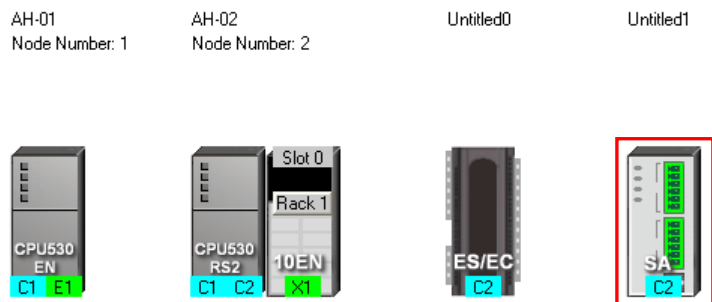 AH-01
Node Number: 1
AH-02
Node Number: 2
Untitled0
Untitled1
CPU530
EN
C1 E1
CPU530
RS2
C1 C2
Slot 0
Rack 1
10EN
X1
ES/EC
C2
SA
C2